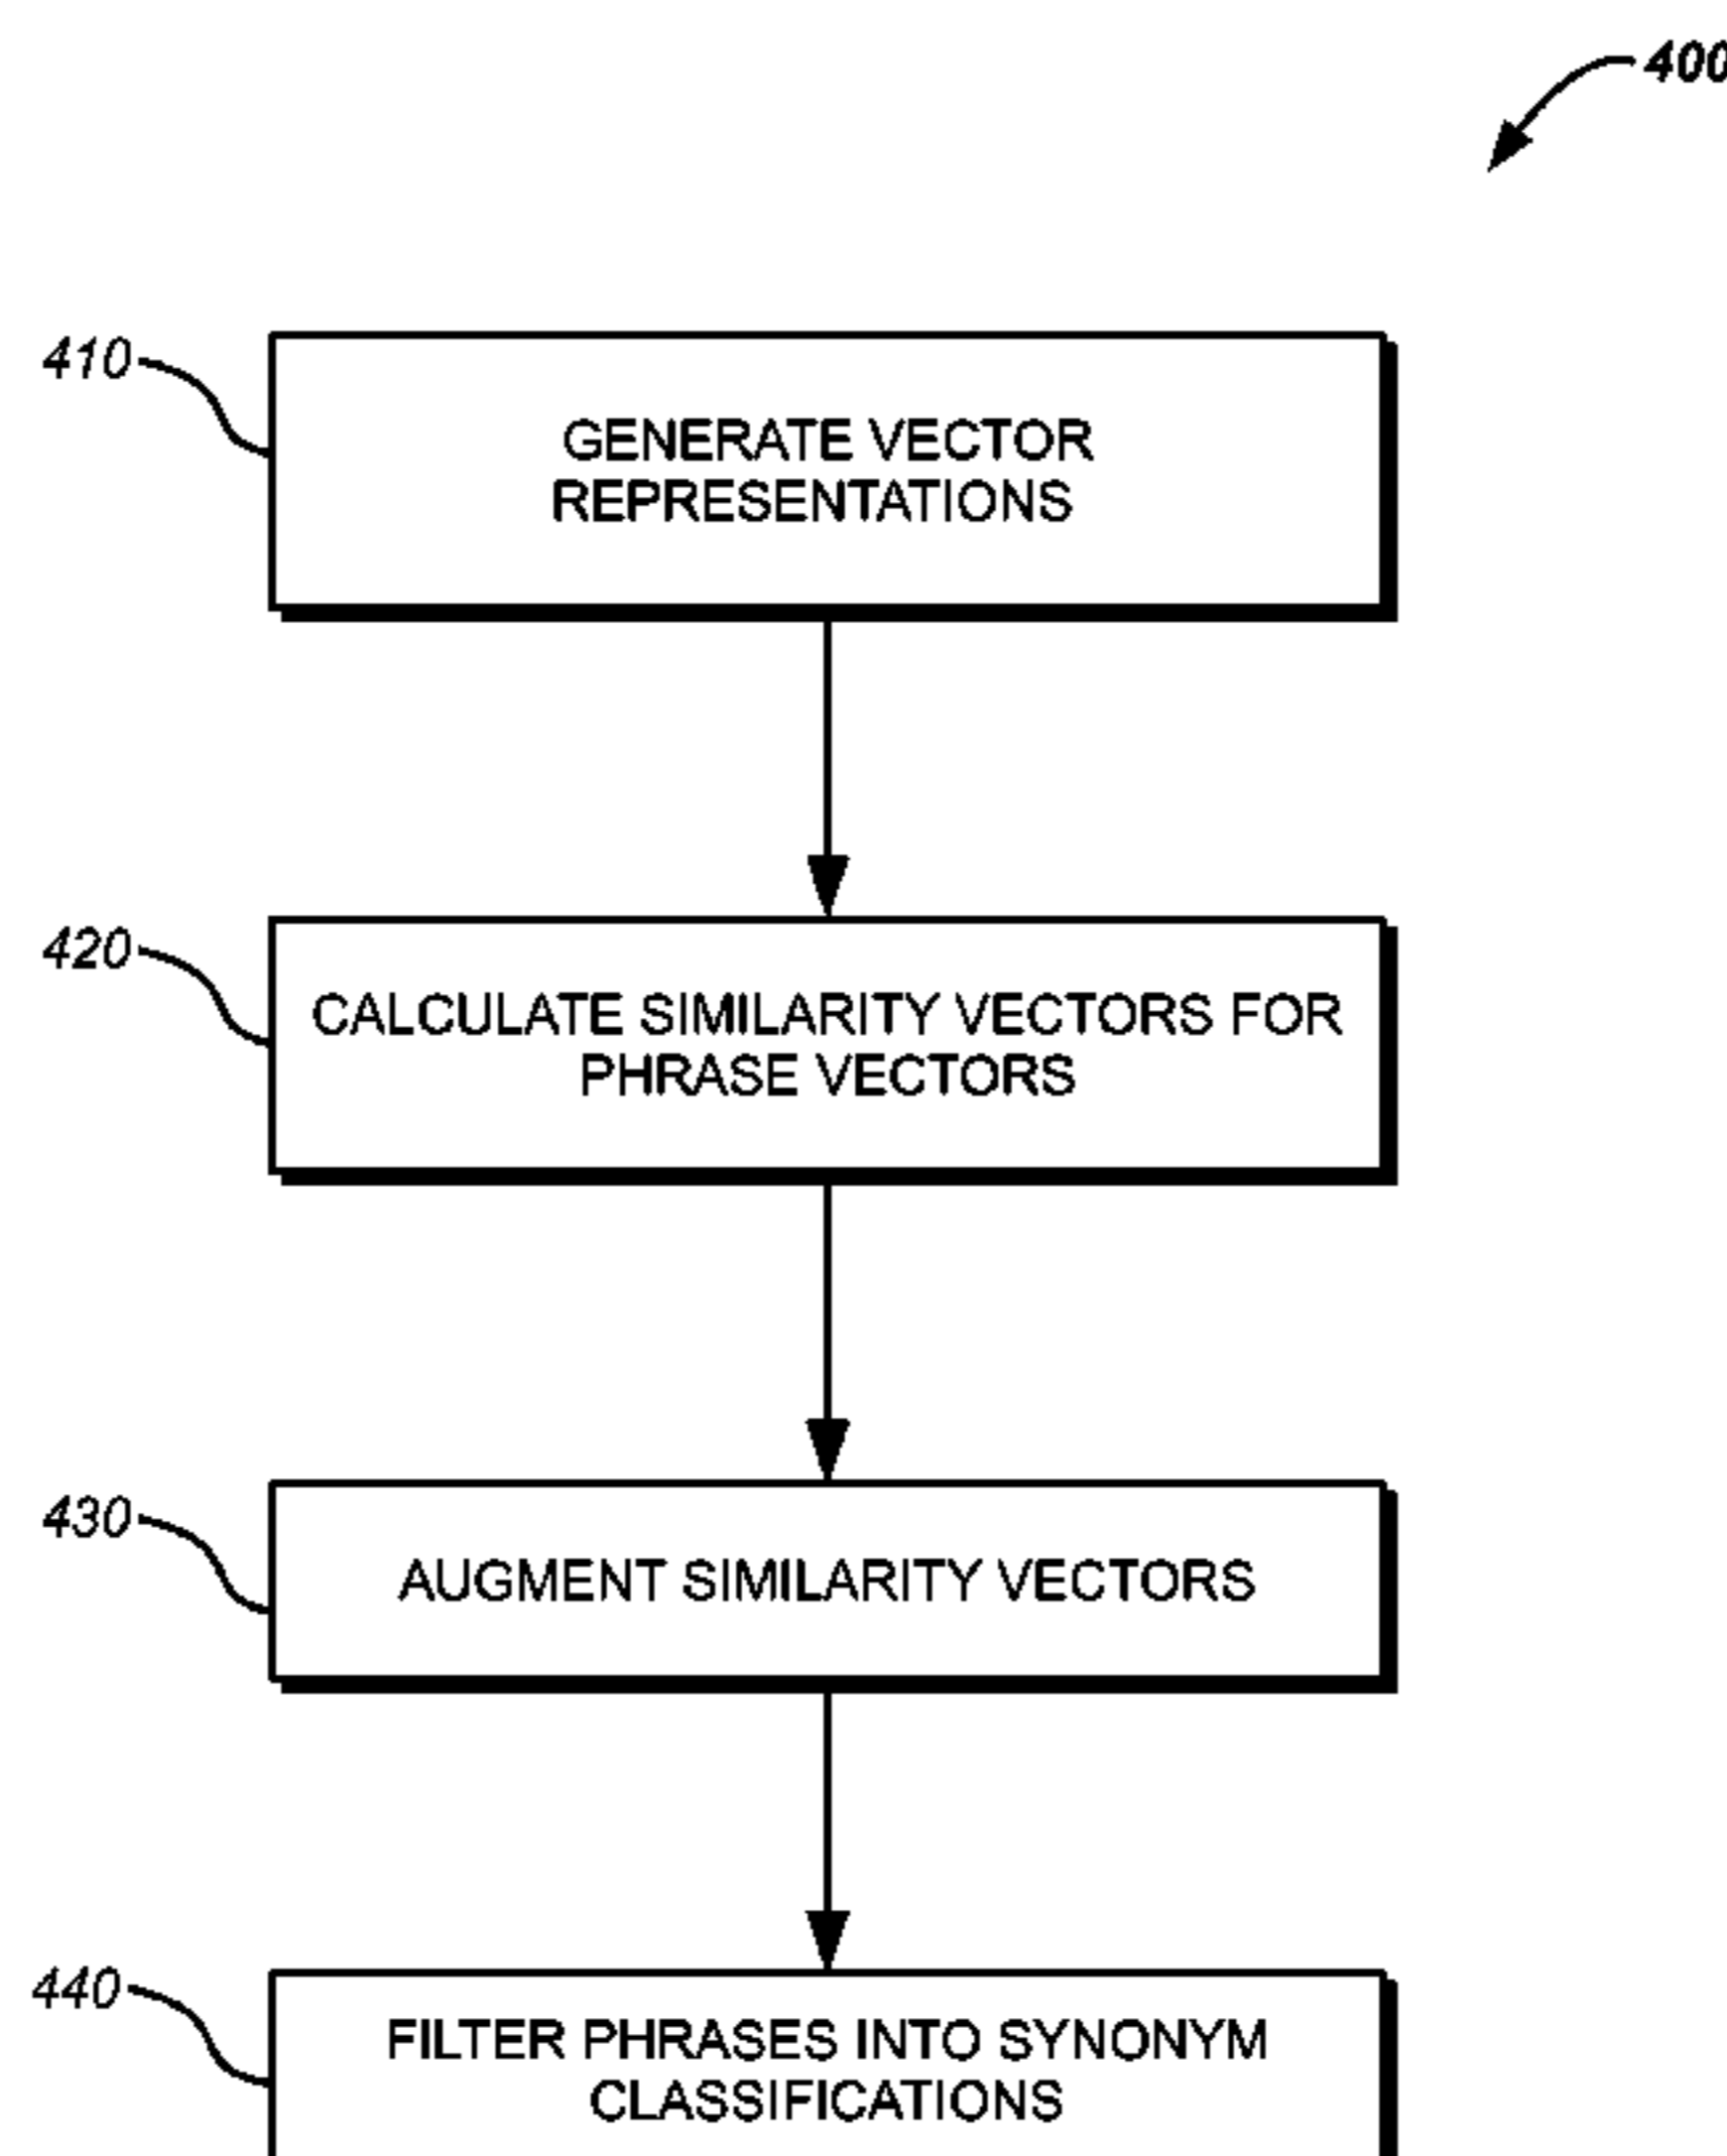 400
410
GENERATE VECTOR
REPRESENTATIONS
420
CALCULATE SIMILARITY VECTORS FOR
PHRASE VECTORS
430
AUGMENT SIMILARITY VECTORS
440
FILTER PHRASES INTO SYNONYM
CLASSIFICATIONS